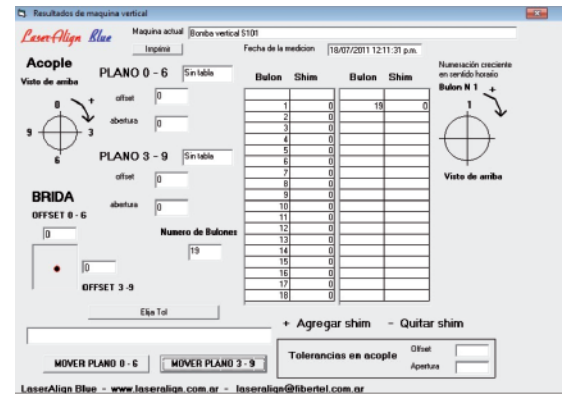 Resultados de maquina vertical
LaserAlign Blue
Maquina actual Bomba vertical 5101
Imprimir
Fecha de la medicion 18/07/2011 12:11:31 p.m.
Acople
Visto de arriba
0 +
9 3
6
PLANO 0 - 6 Sin tabla
offset 0
abertura 0
PLANO 3 - 9 Sin tabla
offset 0
abertura 0
BRIDA
OFFSET 0 - 6
0
0
OFFSET 3 -9
Numero de Bulones
19
Bulon Shim Bulon Shim
1 0 19 0
2 0
3 0
4 0
5 0
6 0
7 0
8 0
9 0
10 0
11 0
12 0
13 0
14 0
15 0
16 0
17 0
18 0
Numeración creciente
en sentido horario
Bulon N 1 +
1
Visto de arriba
Elija Tol
+ Agregar shim - Quitar shim
MOVER PLANO 0 - 6
MOVER PLANO 3 - 9
Tolerancias en acople
Offset
Apertura
LaserAlign Blue - www.laseralign.com.ar - laseralign@fibertel.com.ar